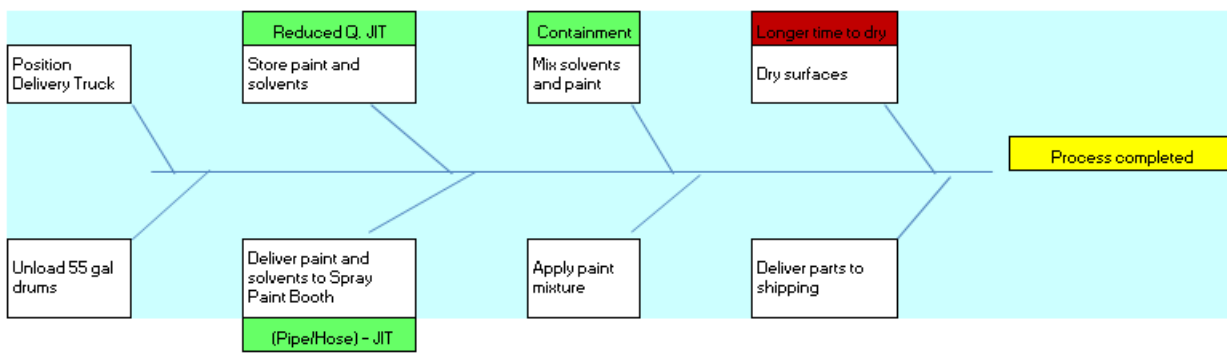 Reduced Q. JIT
Containment
Longer time to dry
Position
Delivery Truck
Store paint and
solvents
Mix solvents
and paint
Dry surfaces
Process completed
Unload 55 gal
drums
Deliver paint and
solvents to Spray
Paint Booth
Apply paint
mixture
Deliver parts to
shipping
(Pipe/Hose) - JIT